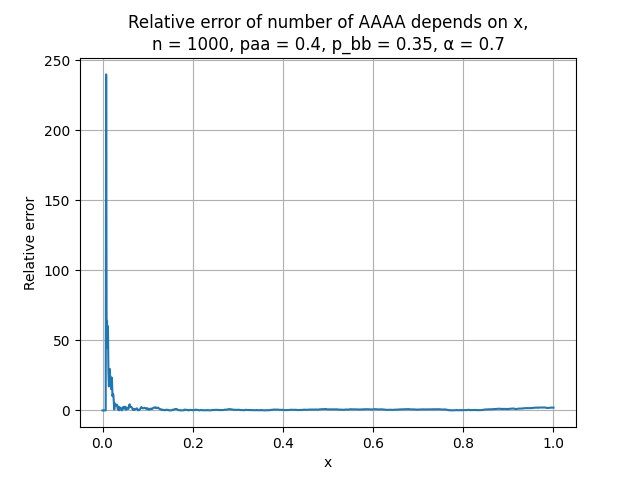 Relative error of number of AAAA depends on x,
n = 1000, paa = 0.4, p_bb = 0.35, α = 0.7
250
200
150
100
50
0
Relative error
0.0 0.2 0.4 0.6 0.8 1.0
x